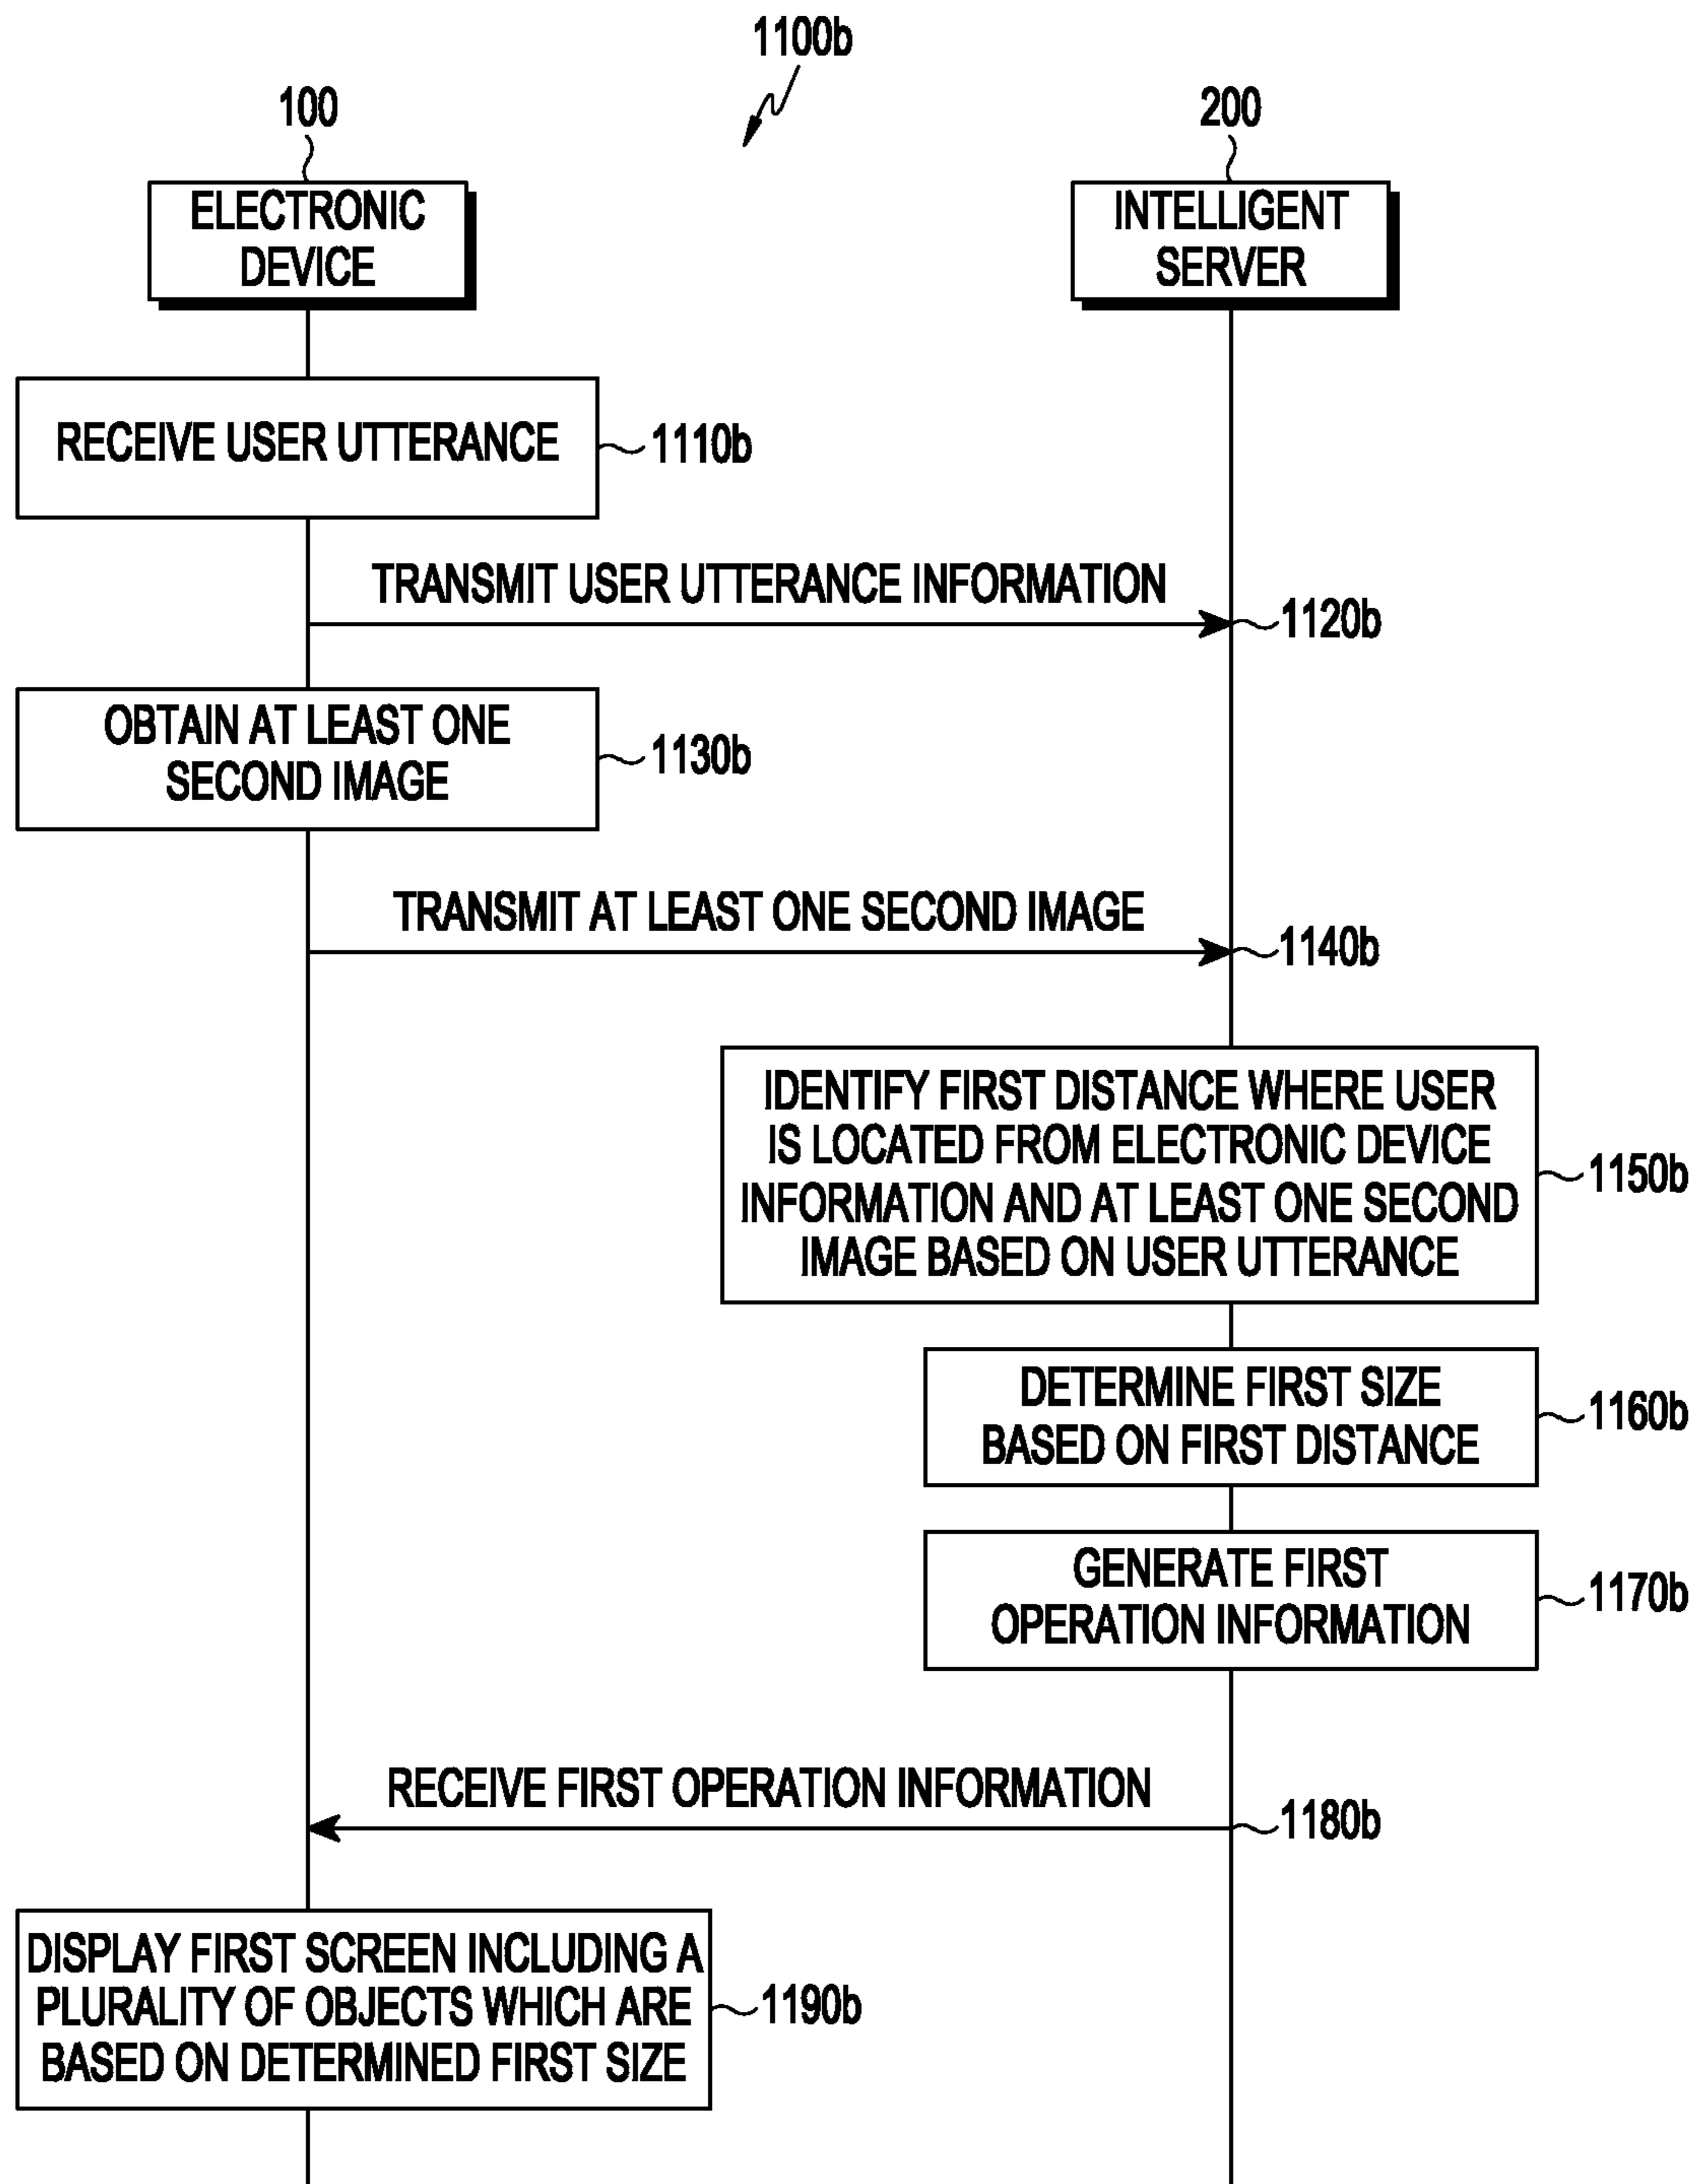 1100b
100
200
ELECTRONIC
DEVICE
INTELLIGENT
SERVER
RECEIVE USER UTTERANCE
1110b
TRANSMIT USER UTTERANCE INFORMATION
1120b
OBTAIN AT LEAST ONE
SECOND IMAGE
1130b
TRANSMIT AT LEAST ONE SECOND IMAGE
1140b
IDENTIFY FIRST DISTANCE WHERE USER
IS LOCATED FROM ELECTRONIC DEVICE
INFORMATION AND AT LEAST ONE SECOND
IMAGE BASED ON USER UTTERANCE
1150b
DETERMINE FIRST SIZE
BASED ON FIRST DISTANCE
1160b
GENERATE FIRST
OPERATION INFORMATION
1170b
RECEIVE FIRST OPERATION INFORMATION
1180b
DISPLAY FIRST SCREEN INCLUDING A
PLURALITY OF OBJECTS WHICH ARE
BASED ON DETERMINED FIRST SIZE
1190b